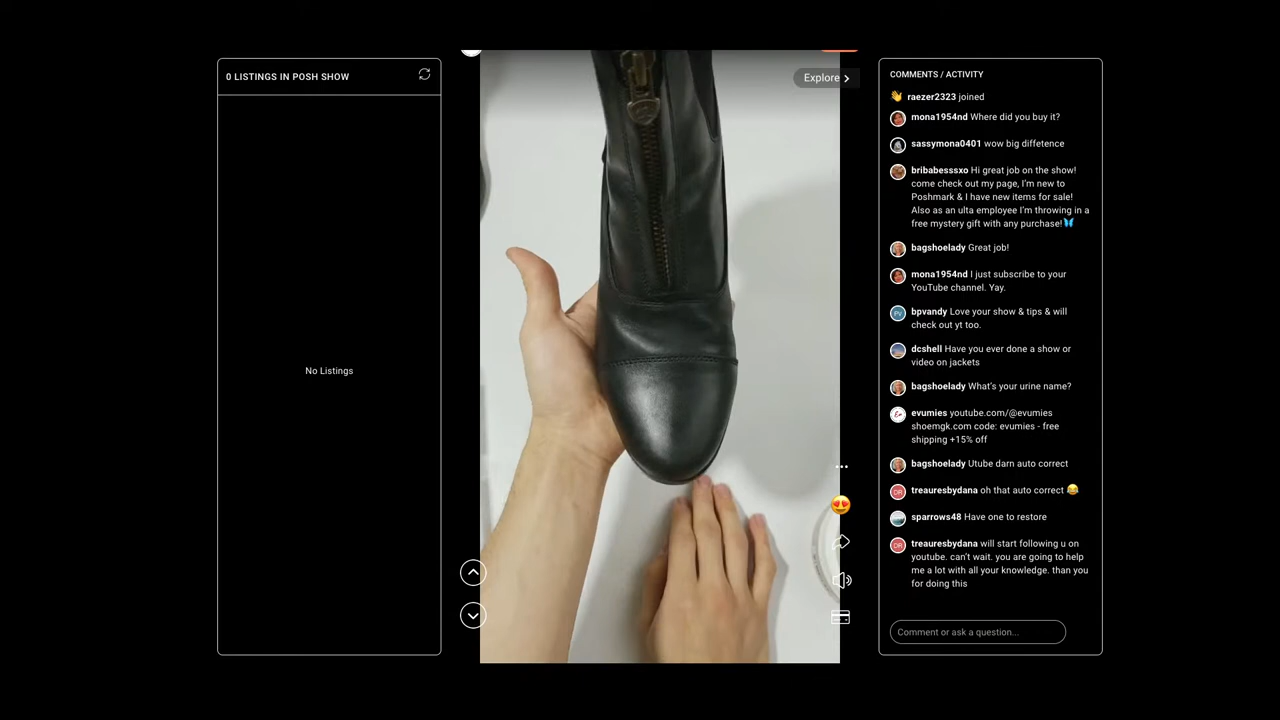 0 LISTINGS IN POSH SHOW
No Listings
Explore
COMMENTS / ACTIVITY
raezer2323 joined
mona1954nd Where did you buy it?
sassymona0401 wow big diffetence
bribabesssxo Hi great job on the show!
come check out my page, I'm new to
Poshmark & I have new items for sale!
Also as an ulta employee I'm throwing in a
free mystery gift with any purchase!🦋
bagshoelady Great job!
mona1954nd I just subscribe to your
YouTube channel. Yay.
bpvandy Love your show & tips & will
check out yt too.
dcshell Have you ever done a show or
video on jackets
bagshoelady What's your urine name?
evumies youtube.com/@evumies
shoemgk.com code: evumies - free
shipping +15% off
bagshoelady Utube darn auto correct
treauresbydana oh that auto correct 😂
sparrows48 Have one to restore
treauresbydana will start following u on
youtube. can't wait. you are going to help
me a lot with all your knowledge. than you
for doing this
Comment or ask a question...